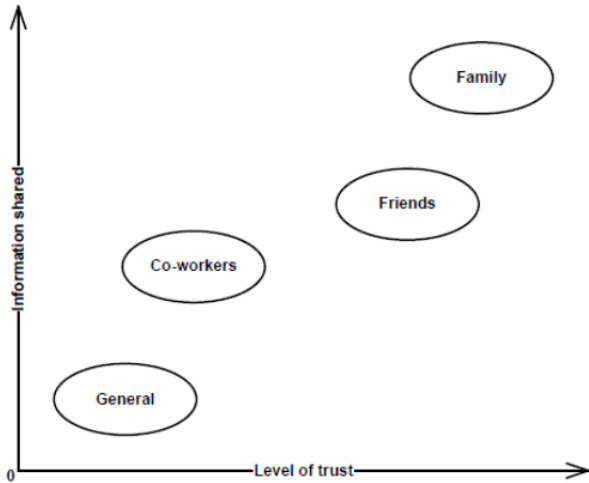 Family
Friends
Co-workers
General
Information shared
Level of trust
0